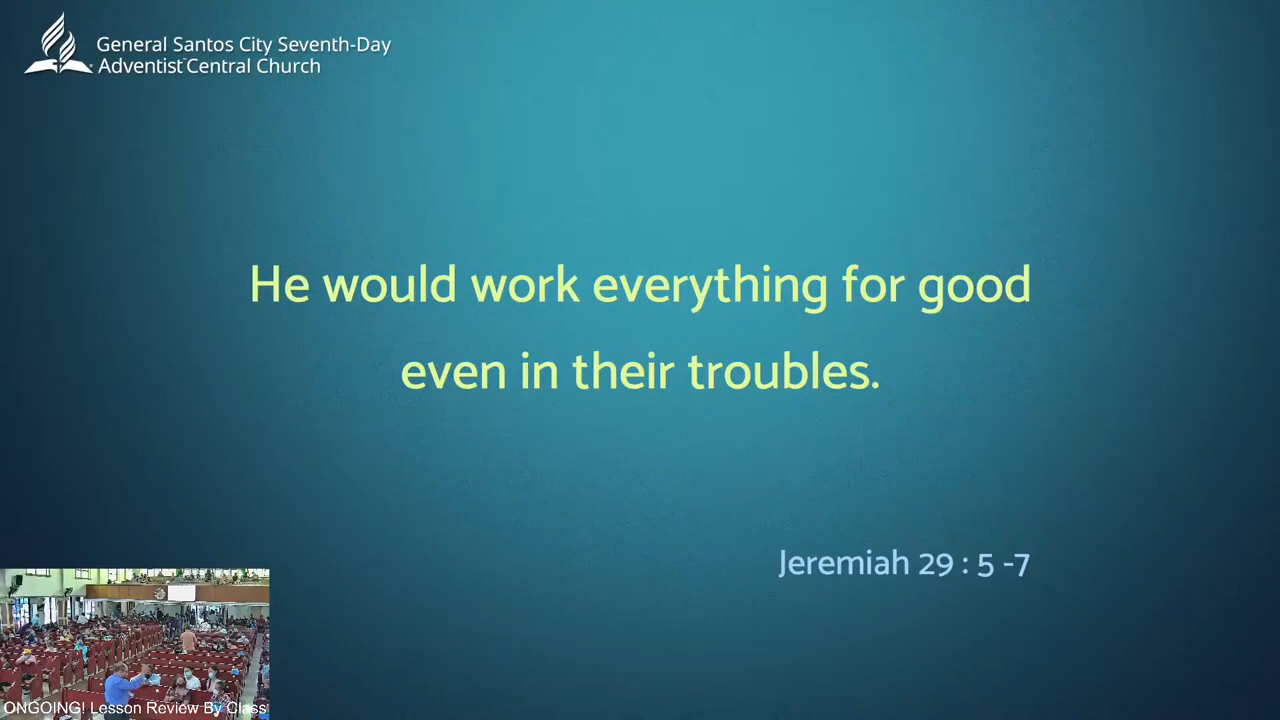 General Santos City Seventh-Day
Adventist Central Church
He would work everything for good
even in their troubles.
Jeremiah 29 : 5 -7
ONGOING! Lesson Review By Class